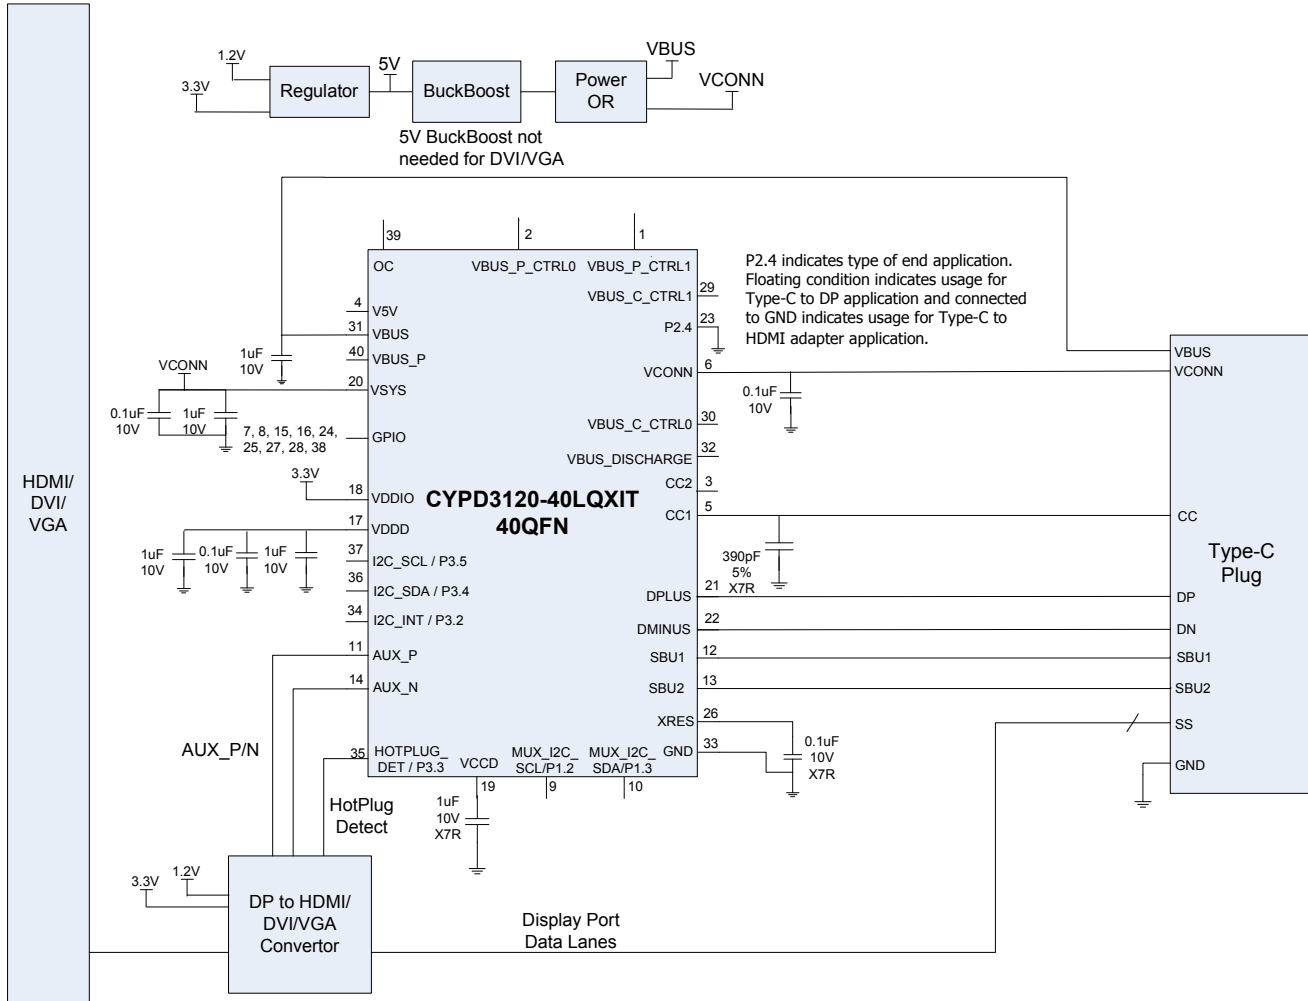 1.2V
3.3V
Regulator
5V
BuckBoost
Power
OR
VBUS
VCONN
5V BuckBoost not
needed for DVI/VGA
HDMI/
DVI/
VGA
39
2
1
OC
VBUS_P_CTRL0
VBUS_P_CTRL1
P2.4 indicates type of end application.
Floating condition indicates usage for
Type-C to DP application and connected
to GND indicates usage for Type-C to
HDMI adapter application.
4
V5V
31
VBUS
40
VBUS_P
20
VSYS
1uF
10V
VCONN
0.1uF
10V
1uF
10V
7, 8, 15, 16, 24,
25, 27, 28, 38
GPIO
3.3V
18
VDDIO
17
VDDD
1uF
10V
0.1uF
10V
1uF
10V
37
I2C_SCL / P3.5
36
I2C_SDA / P3.4
34
I2C_INT / P3.2
11
AUX_P
14
AUX_N
35
HOTPLUG_
DET / P3.3
CYPD3120-40LQXIT
40QFN
VBUS_C_CTRL1
29
P2.4
23
VCONN
6
0.1uF
10V
VBUS_C_CTRL0
30
VBUS_DISCHARGE
32
CC2
3
CC1
5
390pF
5%
X7R
DPLUS
21
DMINUS
22
SBU1
12
SBU2
13
XRES
26
GND
33
0.1uF
10V
X7R
VCCD
19
MUX_I2C_
SCL/P1.2
9
MUX_I2C_
SDA/P1.3
10
1uF
10V
X7R
AUX_P/N
HotPlug
Detect
3.3V
1.2V
DP to HDMI/
DVI/VGA
Convertor
Display Port
Data Lanes
VBUS
VCONN
CC
Type-C
Plug
DP
DN
SBU1
SBU2
SS
GND